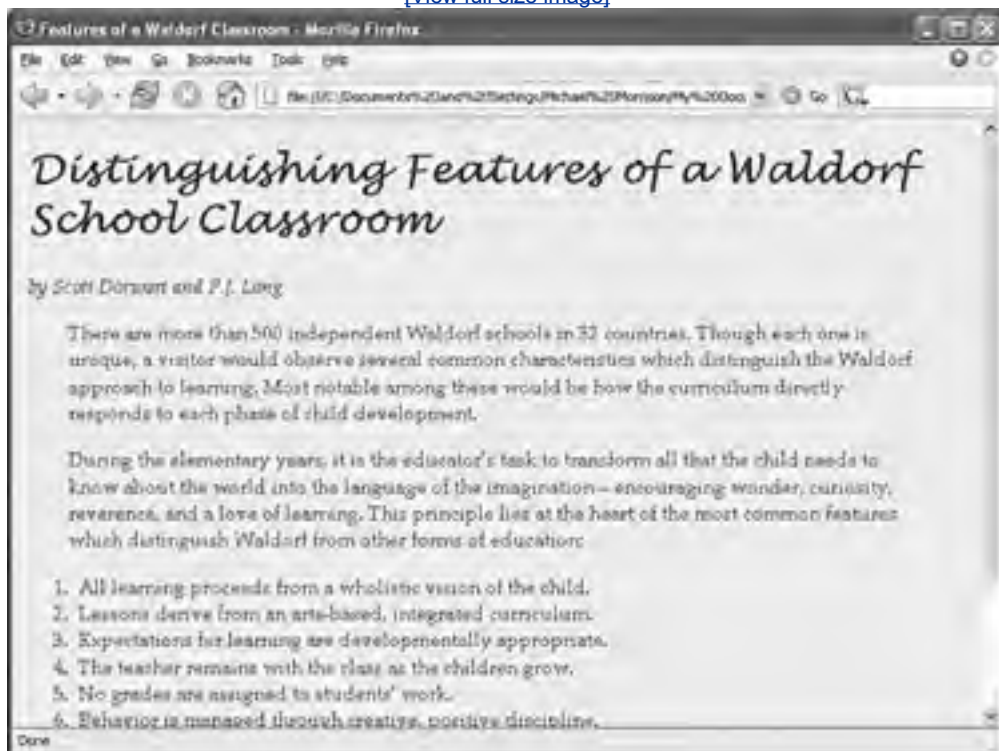 [View full size image]
Features of a Waldorf Classroom - Mozilla Firefox
File Edit View Go Bookmarks Tools Help
Go
Distinguishing Features of a Waldorf
School Classroom
by Scott and P.J. Long
There are more than 500 independent Waldorf schools in 32 countries. Though each one is
unique, a visitor would observe several common characteristics which distinguish the Waldorf
approach to learning. Most notable among these would be how the curriculum directly
responds to each phase of child development.
During the elementary years, it is the educator's task to transform all that the child needs to
know about the world into the language of the imagination—encouraging wonder, curiosity,
reverence, and a love of learning. This principle lies at the heart of the most common features
which distinguish Waldorf from other forms of education:
1. All learning proceeds from a wholistic vision of the child.
2. Lessons derive from an arts-based, integrated curriculum.
3. Expectations for learning are developmentally appropriate.
4. The teacher remains with the class as the children grow.
5. No grades are assigned to students' work.
6. Behavior is managed through creative, positive discipline.
Done